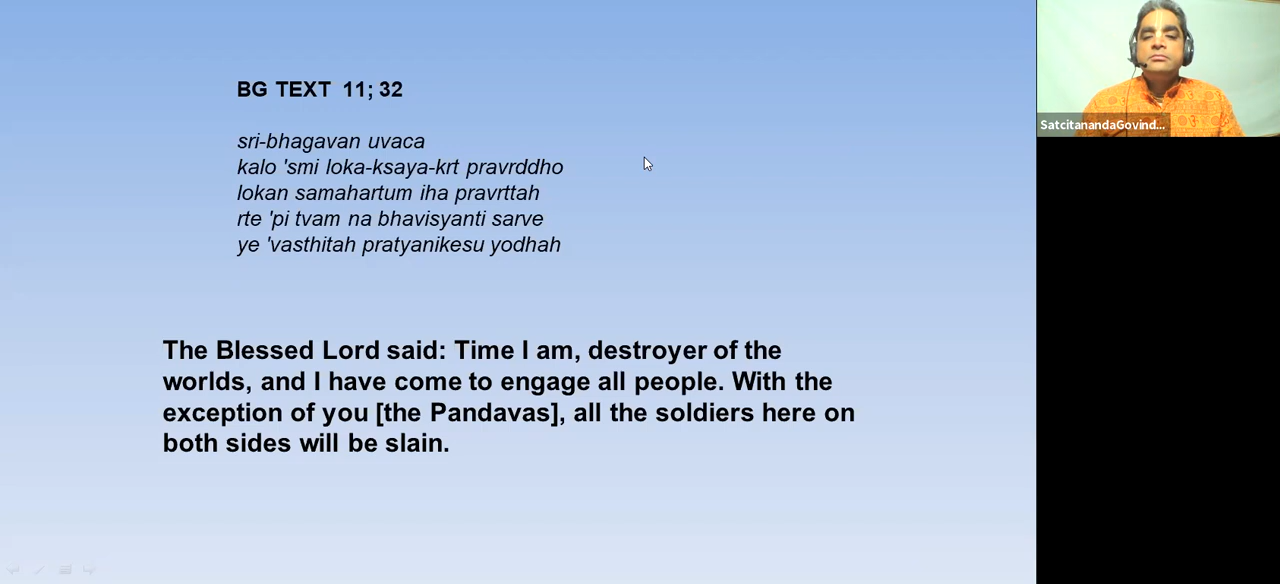 BG TEXT 11; 32
sri-bhagavan uvaca
kalo 'smi loka-ksaya-krt pravrddho
lokan samahartum iha pravrttah
rte 'pi tvam na bhavisyanti sarve
ye 'vasthitah pratyanikesu yodhah
The Blessed Lord said: Time I am, destroyer of the
worlds, and I have come to engage all people. With the
exception of you [the Pandavas], all the soldiers here on
both sides will be slain.
SatcitanandaGovind...